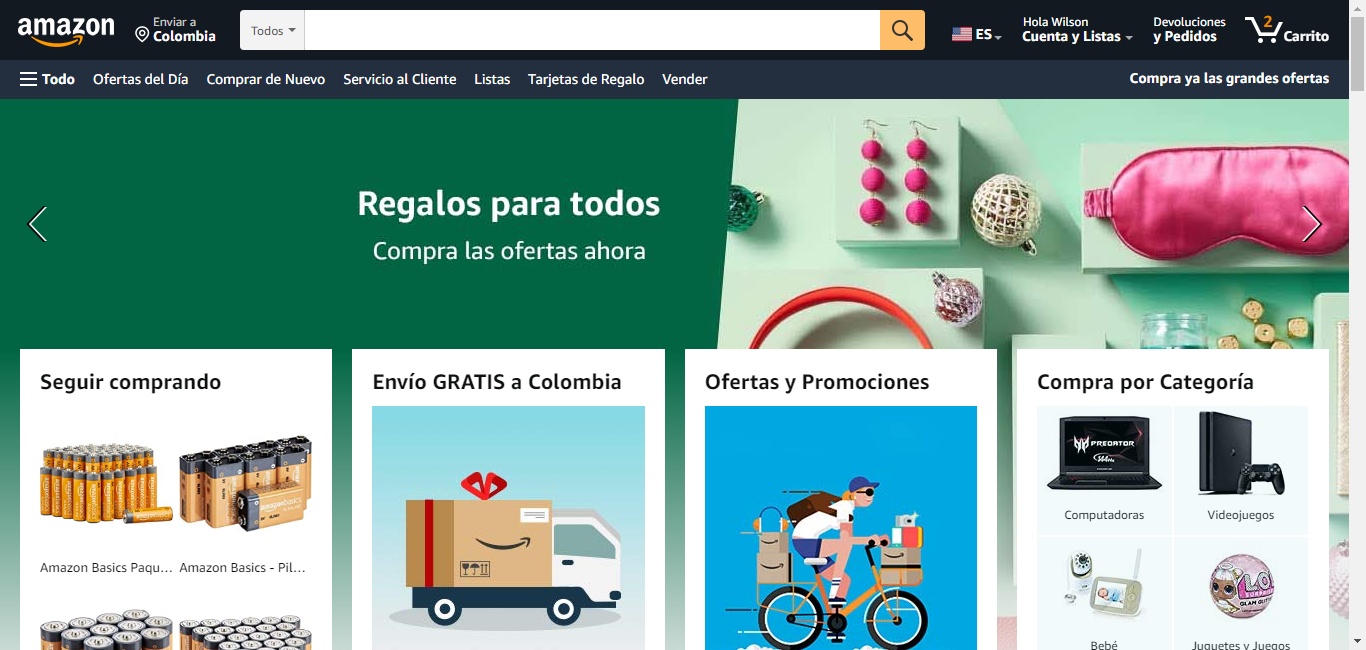 amazon
Enviar a
Colombia
Todos
ES
Hola Wilson
Cuenta y Listas
Devoluciones
y Pedidos
2
Carrito
Todo
Ofertas del Día
Comprar de Nuevo
Servicio al Cliente
Listas
Tarjetas de Regalo
Vender
Compra ya las grandes ofertas
Regalos para todos
Compra las ofertas ahora
Seguir comprando
Amazon Basics Paqu...
Amazon Basics - Pil...
Envío GRATIS a Colombia
Ofertas y Promociones
Compra por Categoría
PREDATOR
Computadoras
Videojuegos
Bebé
Juguetes y Juegos